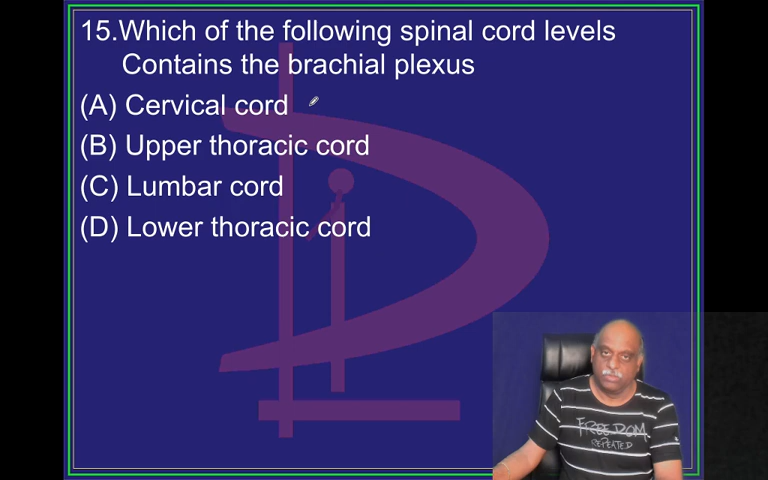 15.Which of the following spinal cord levels
Contains the brachial plexus
(A) Cervical cord
(B) Upper thoracic cord
(C) Lumbar cord
(D) Lower thoracic cord
FREEDOM
REPEATED